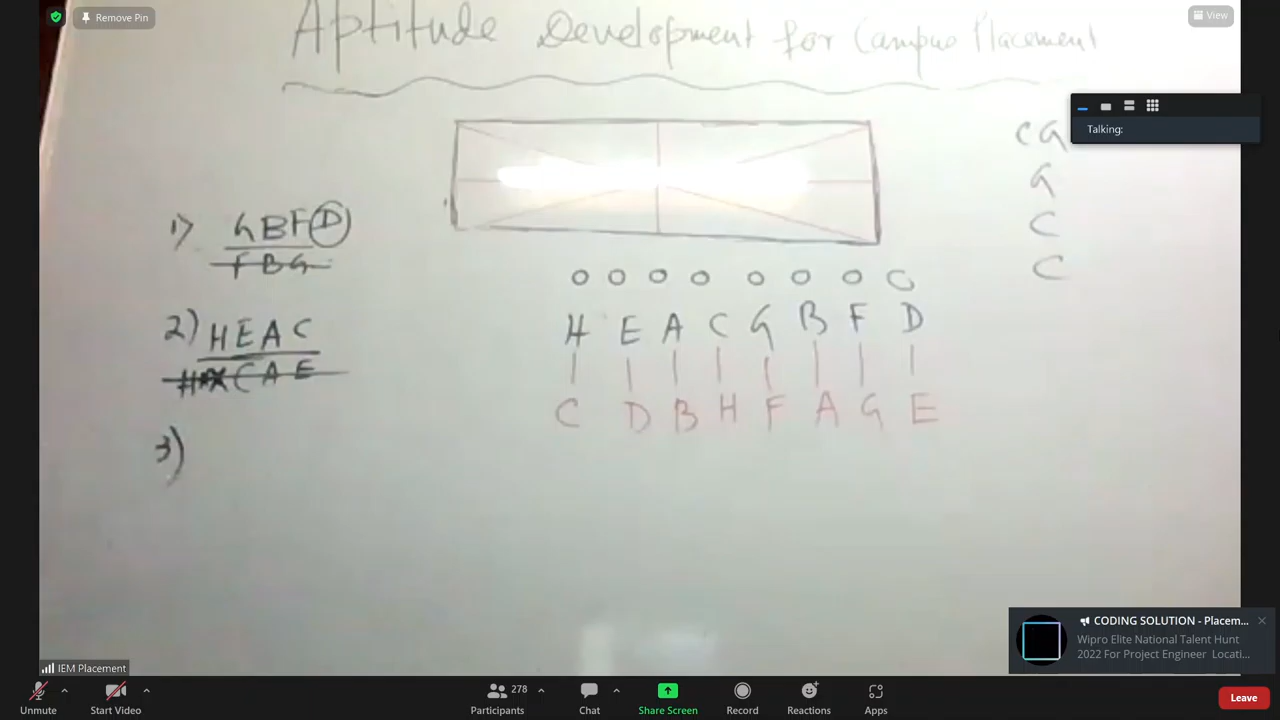 Remove Pin
View
Aptitude Development for Campus Placement
Talking:
CG
G
C
C
1) GBFD
FBG
2) HEAC
CAE
3)
H E A C G B F D
C D B H F A G E
CODING SOLUTION - Placem...
Wipro Elite National Talent Hunt
2022 For Project Engineer Locati...
IEM Placement
278
Unmute Start Video Participants Chat Share Screen Record Reactions Apps Leave